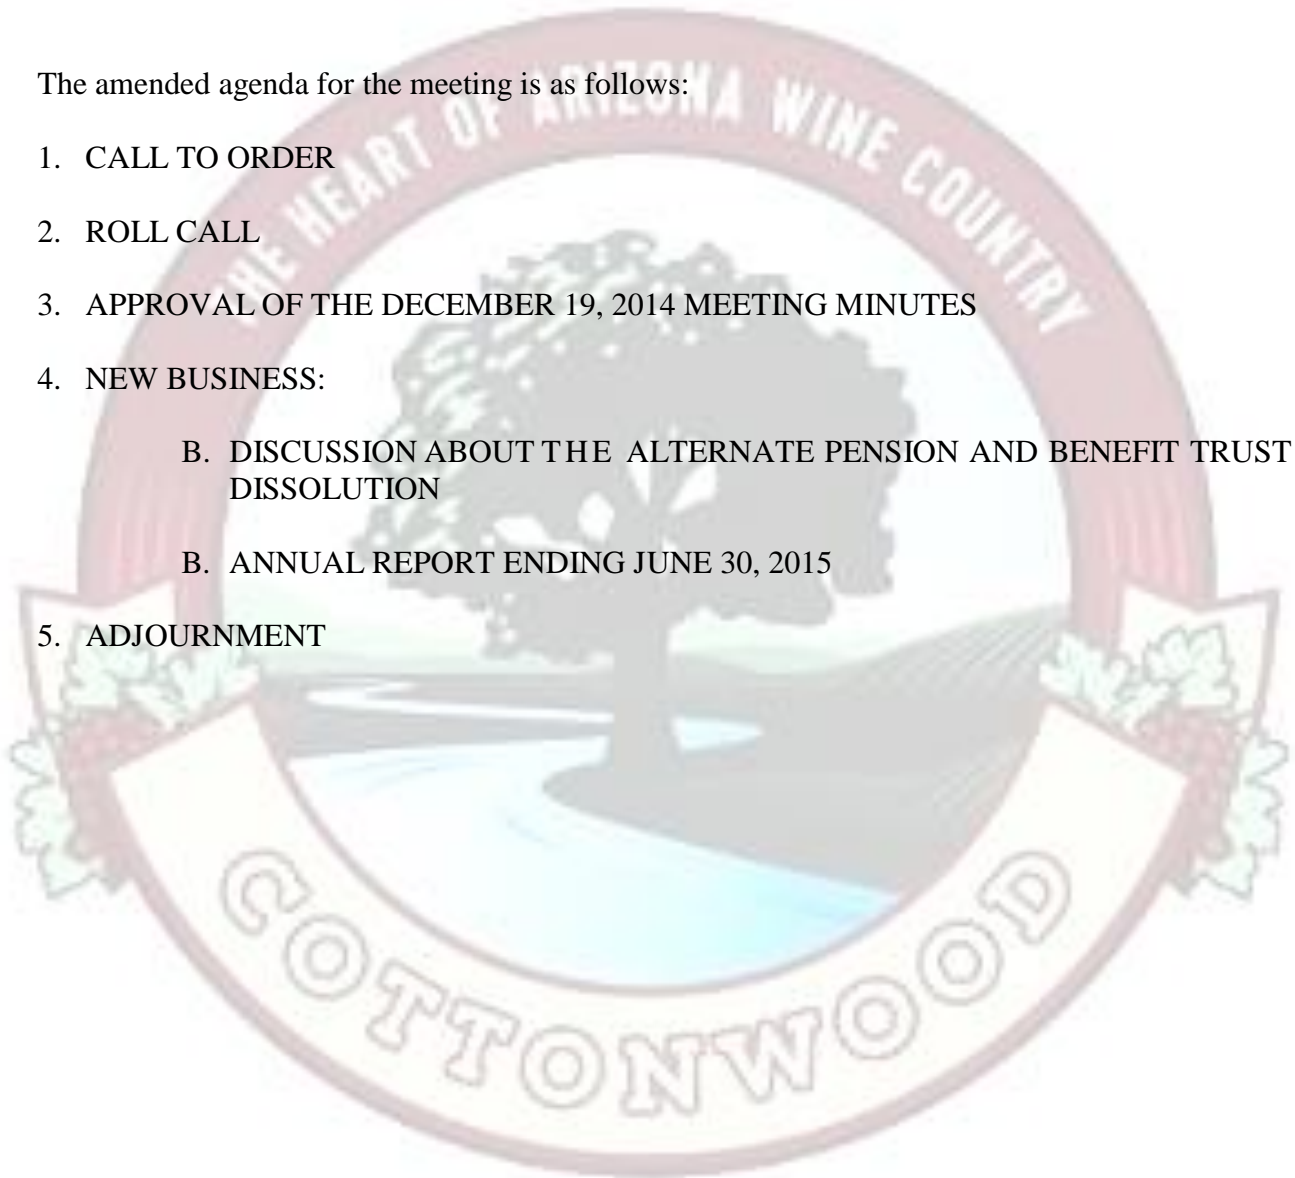 The amended agenda for the meeting is as follows:
1. CALL TO ORDER
2. ROLL CALL
3. APPROVAL OF THE DECEMBER 19, 2014 MEETING MINUTES
4. NEW BUSINESS:
B. DISCUSSION ABOUT THE ALTERNATE PENSION AND BENEFIT TRUST
DISSOLUTION
B. ANNUAL REPORT ENDING JUNE 30, 2015
5. ADJOURNMENT
THE HEART OF ARIZONA WINE COUNTRY
COTTONWOOD